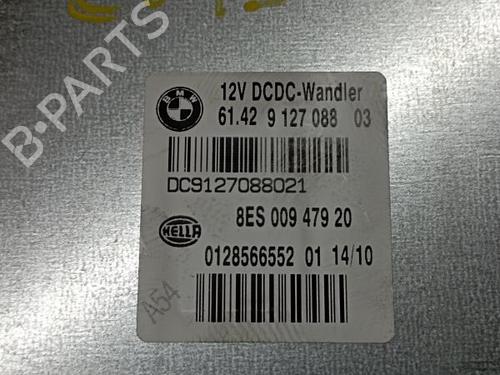 B-PARTS
BMW
12V DCDC-Wandler
61.42 9 127 088 03
DC9127088021
8ES 009 479 20
HELLA
0128566552 01 14/10
A54